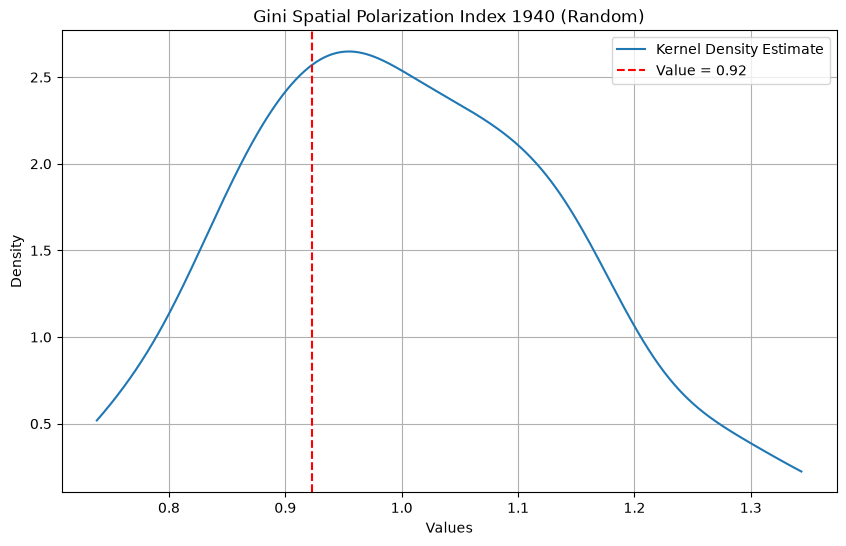 Gini Spatial Polarization Index 1940 (Random)
Kernel Density Estimate
Value = 0.92
Density
2.5
2.0
1.5
1.0
0.5
0.8 0.9 1.0 1.1 1.2 1.3
Values